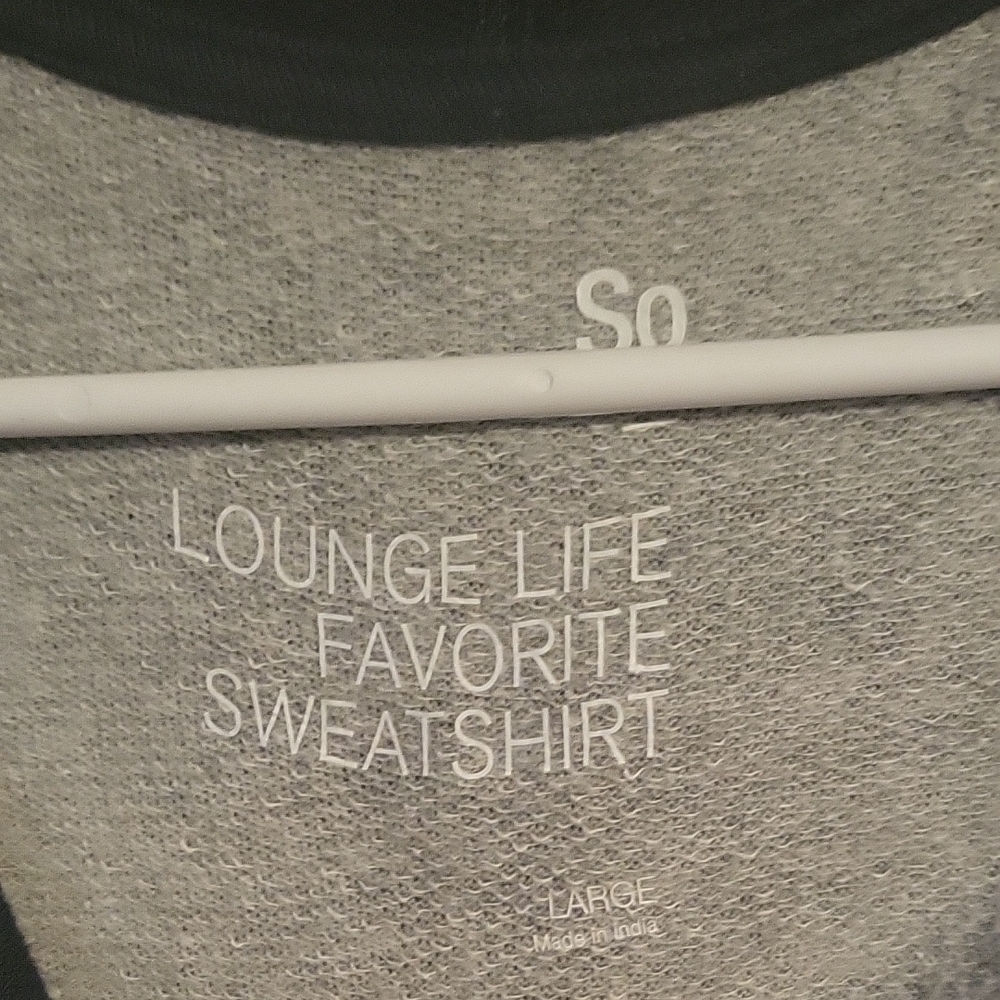 So
LOUNGE LIFE
FAVORITE
SWEATSHIRT
LARGE
Made in India